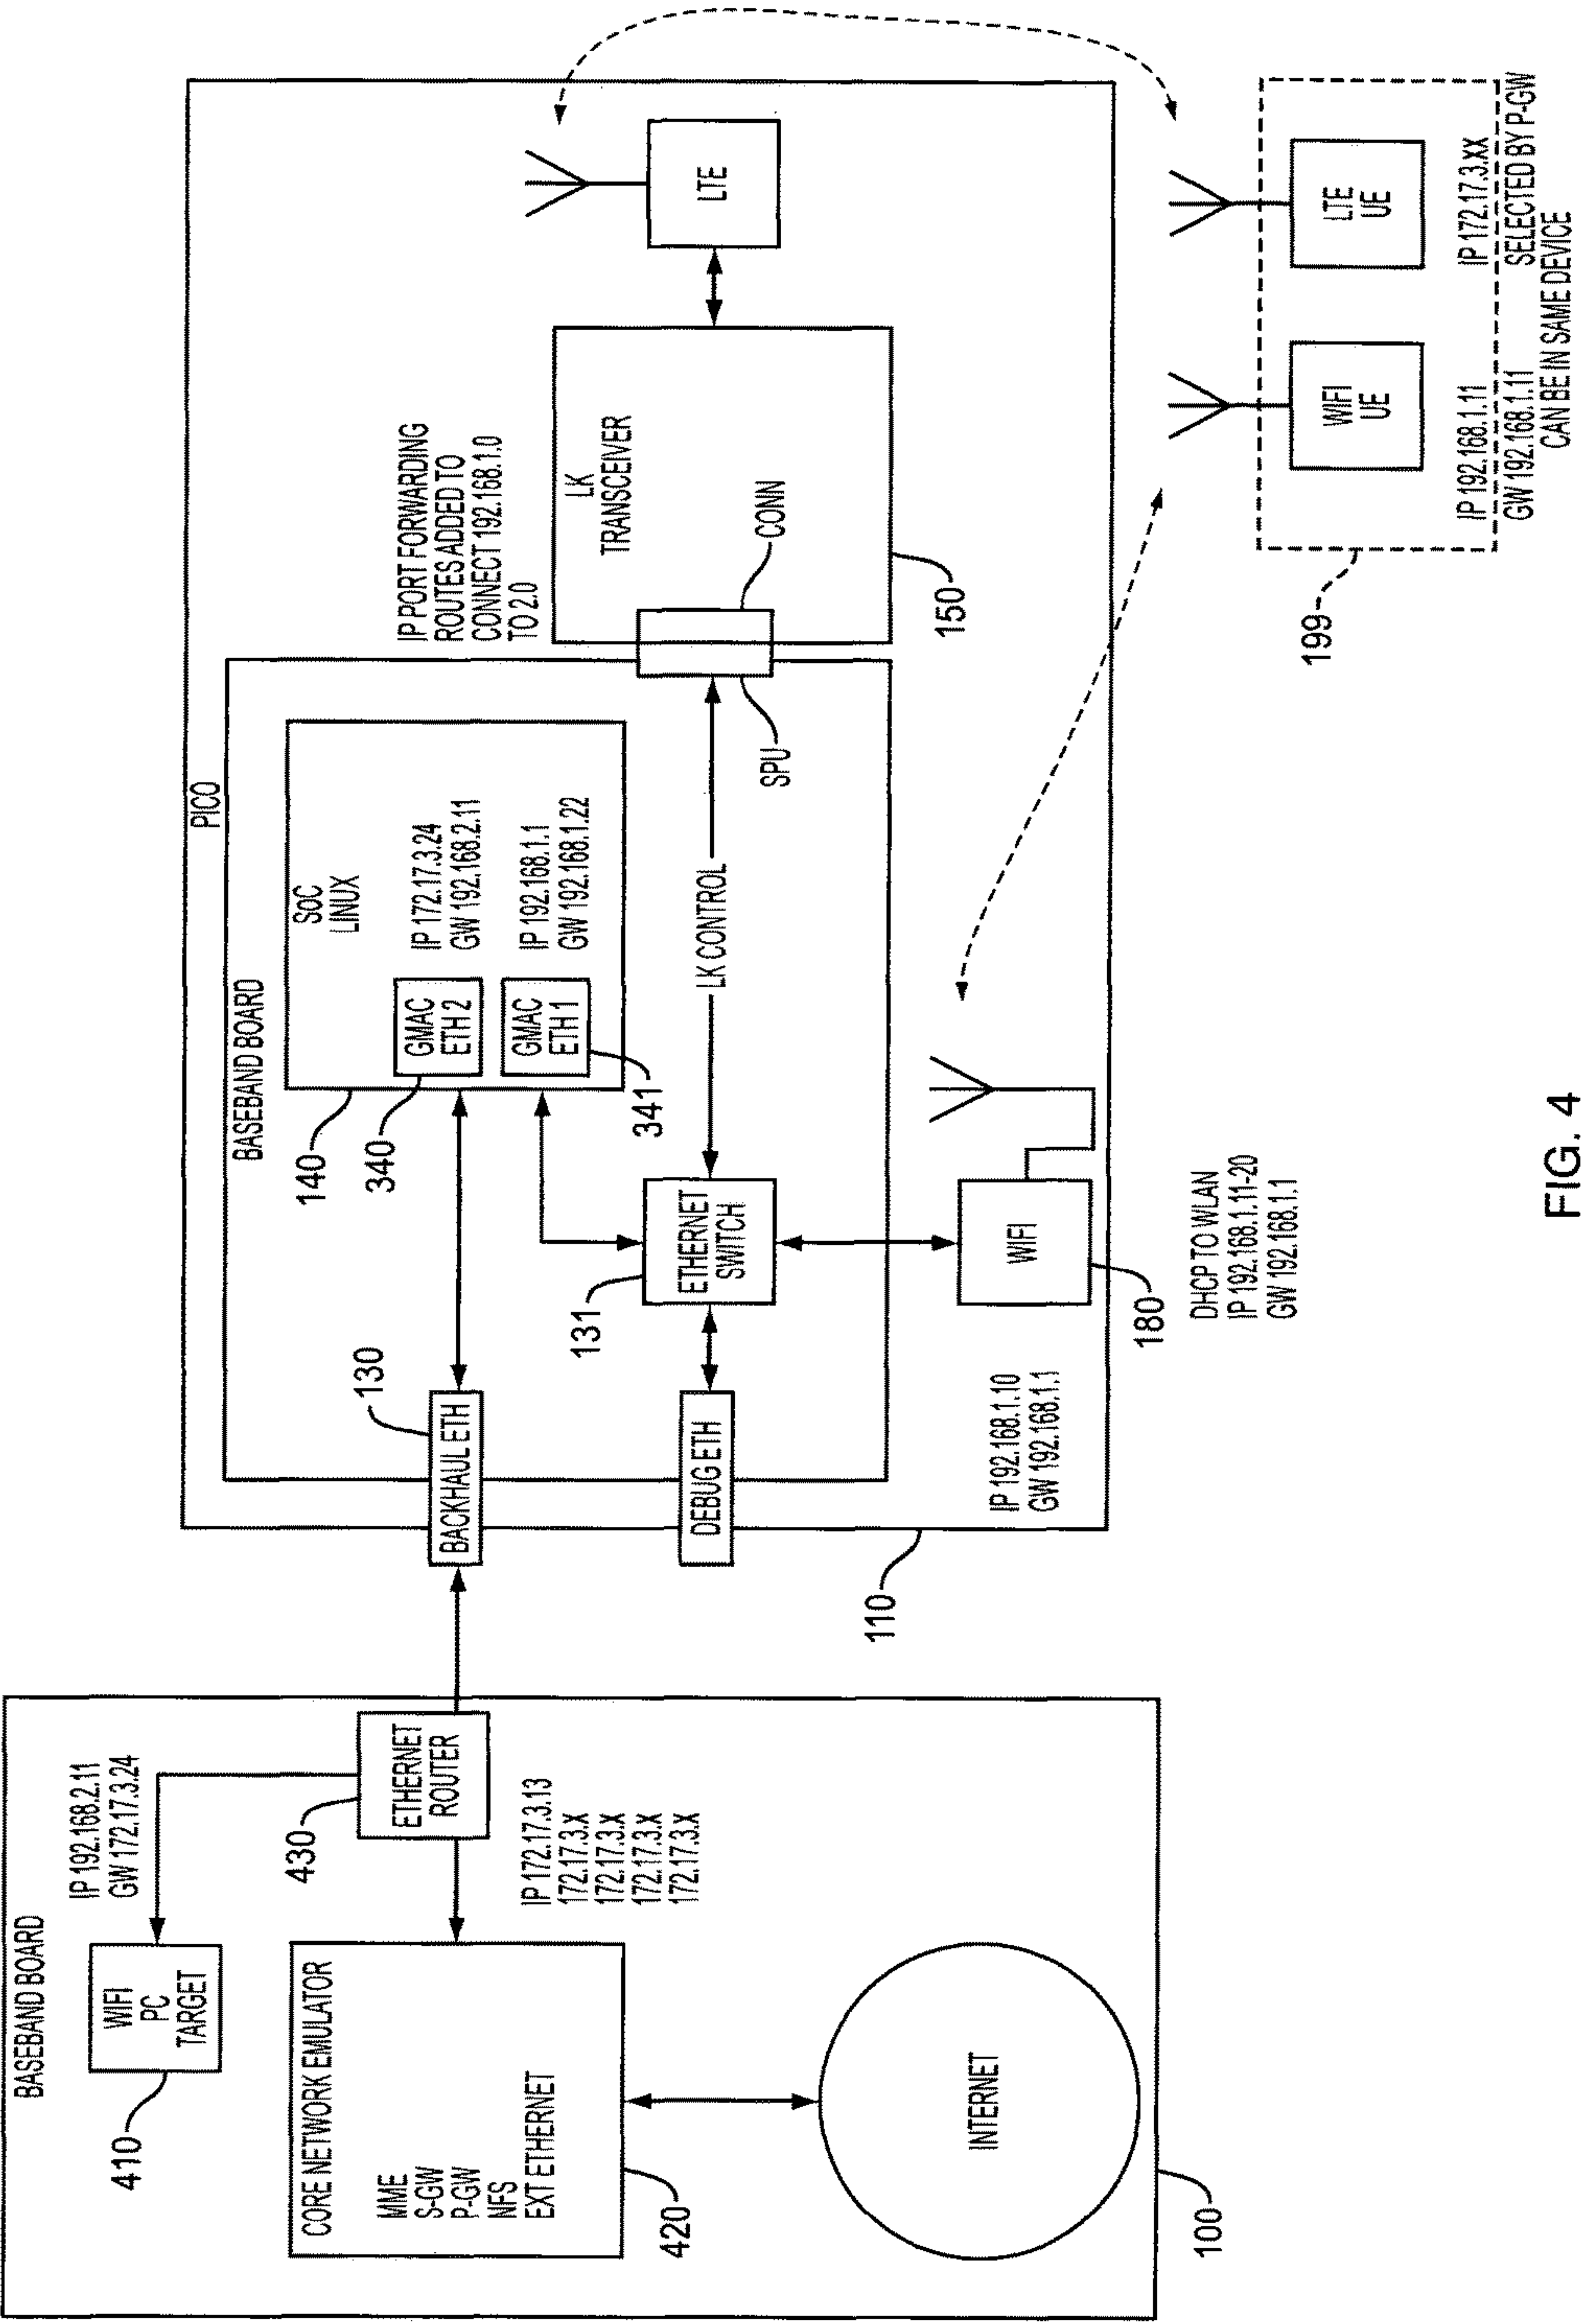 BASEBAND BOARD
410
WIFI
PC
TARGET
IP 192.168.2.11
GW 172.17.3.24
430
ETHERNET
ROUTER
CORE NETWORK EMULATOR
MME
S-GW
P-GW
NFS
EXT ETHERNET
420
IP 172.17.3.13
172.17.3.X
172.17.3.X
172.17.3.X
172.17.3.X
INTERNET
100
PICO
BASEBAND BOARD
130
BACKHAUL ETH
DEBUG ETH
110
140
340
SoC
LINUX
GMAC
ETH 2
IP 172.17.3.24
GW 192.168.2.11
GMAC
ETH 1
IP 192.168.1.1
GW 192.168.1.22
341
131
ETHERNET
SWITCH
LK CONTROL
SPU
CONN
IP PORT FORWARDING
ROUTES ADDED TO
CONNECT 192.168.1.0
TO 2.0
LK
TRANSCEIVER
150
LTE
IP 192.168.1.10
GW 192.168.1.1
WIFI
180
DHCP TO WLAN
IP 192.168.1.11-20
GW 192.168.1.1
199
WIFI
UE
LTE
UE
IP 192.168.1.11
GW 192.168.1.11
IP 172.17.3.XX
SELECTED BY P-GW
CAN BE IN SAME DEVICE
FIG. 4